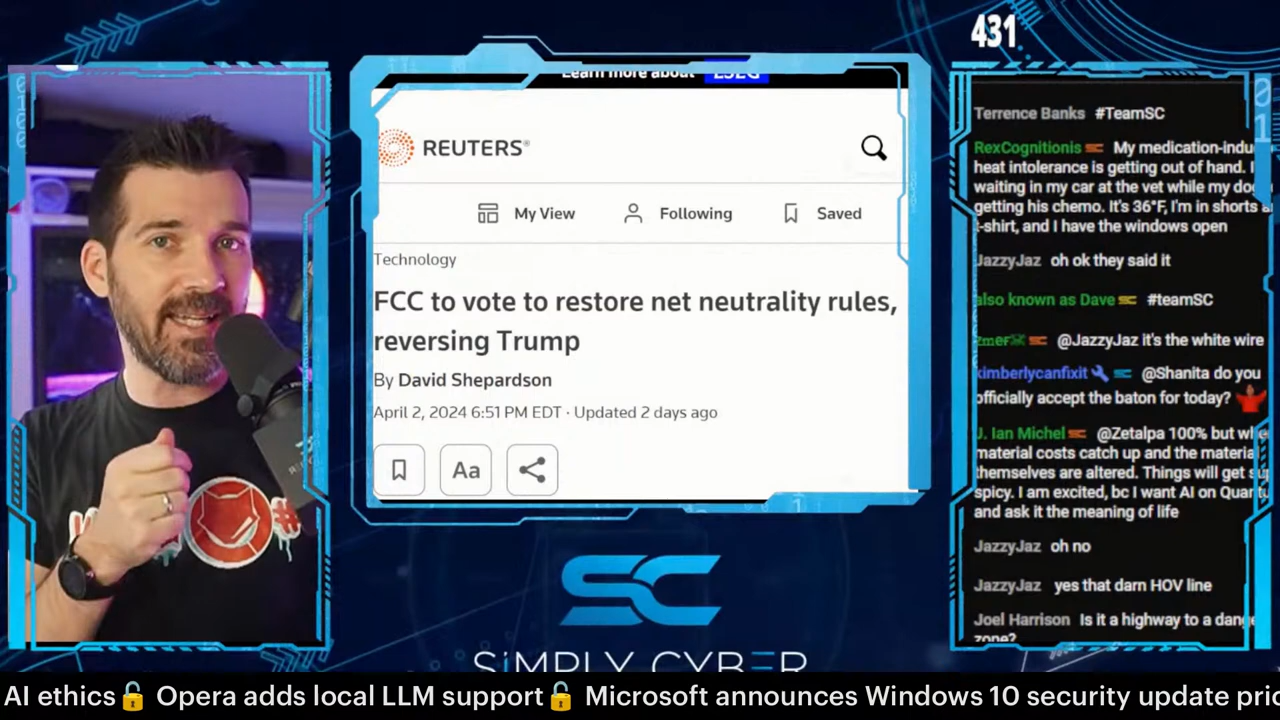 431
Learn more about LSEG
REUTERS®
My View Following Saved
Technology
FCC to vote to restore net neutrality rules,
reversing Trump
By David Shepardson
April 2, 2024 6:51 PM EDT · Updated 2 days ago
Aa
SC
SIMPLY CYBER
Terrence Banks #TeamSC
RexCognitionis My
heat intolerance is getting out of hand.
waiting in my car at the vet while my dog
getting his chemo. It's 36°F, I'm in shorts
t-shirt, and I have the windows open
JazzyJaz oh ok they said it
also known as Dave #teamSC
@JazzyJaz it's the white wire
kimberlycanfixit @Shanita do you
officially accept the baton for today?
J. Ian Michel @Zetalpa 100% but
material costs catch up and the
themselves are altered. Things will get
spicy. I am excited, bc I want AI on
and ask it the meaning of life
JazzyJaz oh no
JazzyJaz yes that darn HOV line
Joel Harrison Is it a highway to a
zone?
AI ethics Opera adds local LLM support Microsoft announces Windows 10 security update